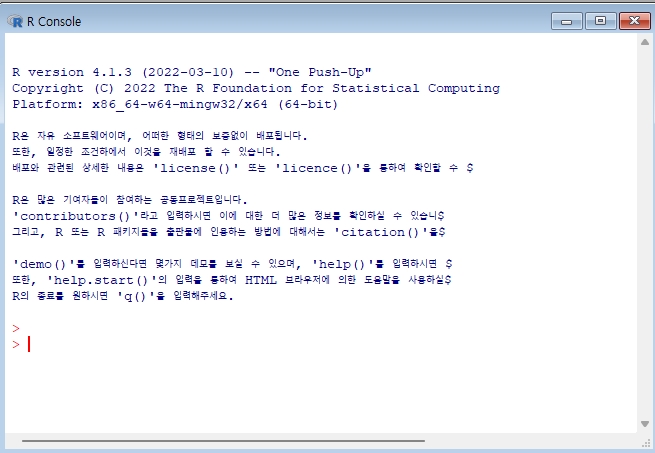 R Console
R version 4.1.3 (2022-03-10) -- "One Push-Up"
Copyright (C) 2022 The R Foundation for Statistical Computing
Platform: x86_64-w64-mingw32/x64 (64-bit)
R은 자유 소프트웨어이며, 어떠한 형태의 보증없이 배포됩니다.
또한, 일정한 조건하에서 이것을 재배포 할 수 있습니다.
배포와 관련된 상세한 내용은 'license()' 또는 'licence()'을 통하여 확인할 수 $
R은 많은 기여자들이 참여하는 공동프로젝트입니다.
'contributors()'라고 입력하시면 이에 대한 더 많은 정보를 확인하실 수 있습니$
그리고, R 또는 R 패키지들을 출판물에 인용하는 방법에 대해서는 'citation()'을$
'demo()'를 입력하신다면 몇가지 데모를 보실 수 있으며, 'help()'를 입력하시면 $
또한, 'help.start()'의 입력을 통하여 HTML 브라우저에 의한 도움말을 사용하실$
R의 종료를 원하시면 'q()'을 입력해주세요.
>
>